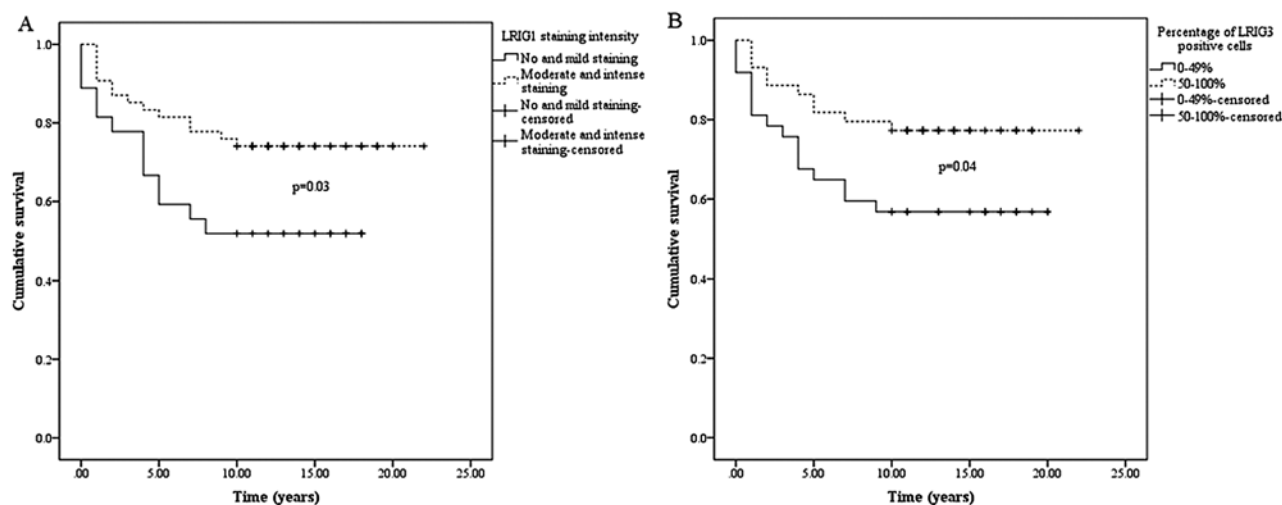 A
LRIG1 staining intensity
No and mild staining
Moderate and intense
staining
No and mild staining-
censored
Moderate and intense
staining-censored
1.0
0.8
0.6
0.4
0.2
0.0
p=0.03
.00 5.00 10.00 15.00 20.00 25.00
Time (years)
Cumulative survival
B
Percentage of LRIG3
positive cells
0-49%
50-100%
0-49%-censored
50-100%-censored
1.0
0.8
0.6
0.4
0.2
0.0
p=0.04
.00 5.00 10.00 15.00 20.00 25.00
Time (years)
Cumulative survival